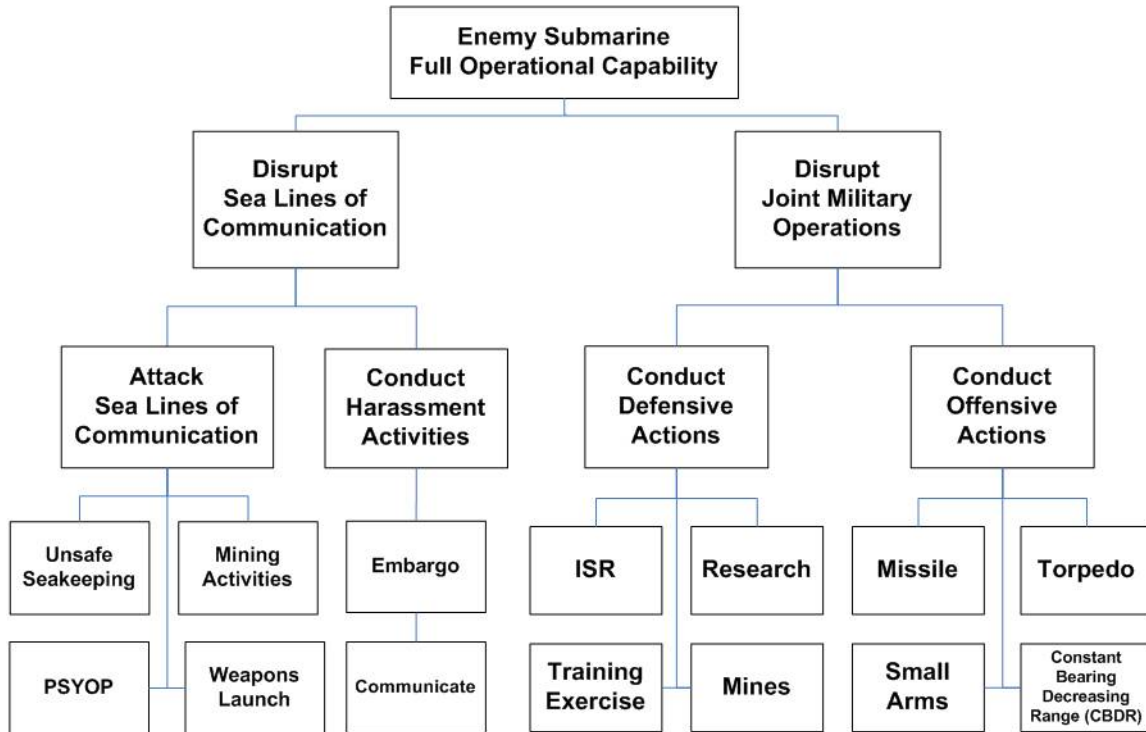 Enemy Submarine
Full Operational Capability
Disrupt
Sea Lines of
Communication
Disrupt
Joint Military
Operations
Attack
Sea Lines of
Communication
Conduct
Harassment
Activities
Conduct
Defensive
Actions
Conduct
Offensive
Actions
Unsafe
Seakeeping
Mining
Activities
Embargo
ISR
Research
Missile
Torpedo
PSYOP
Weapons
Launch
Communicate
Training
Exercise
Mines
Small
Arms
Constant
Bearing
Decreasing
Range (CBDR)